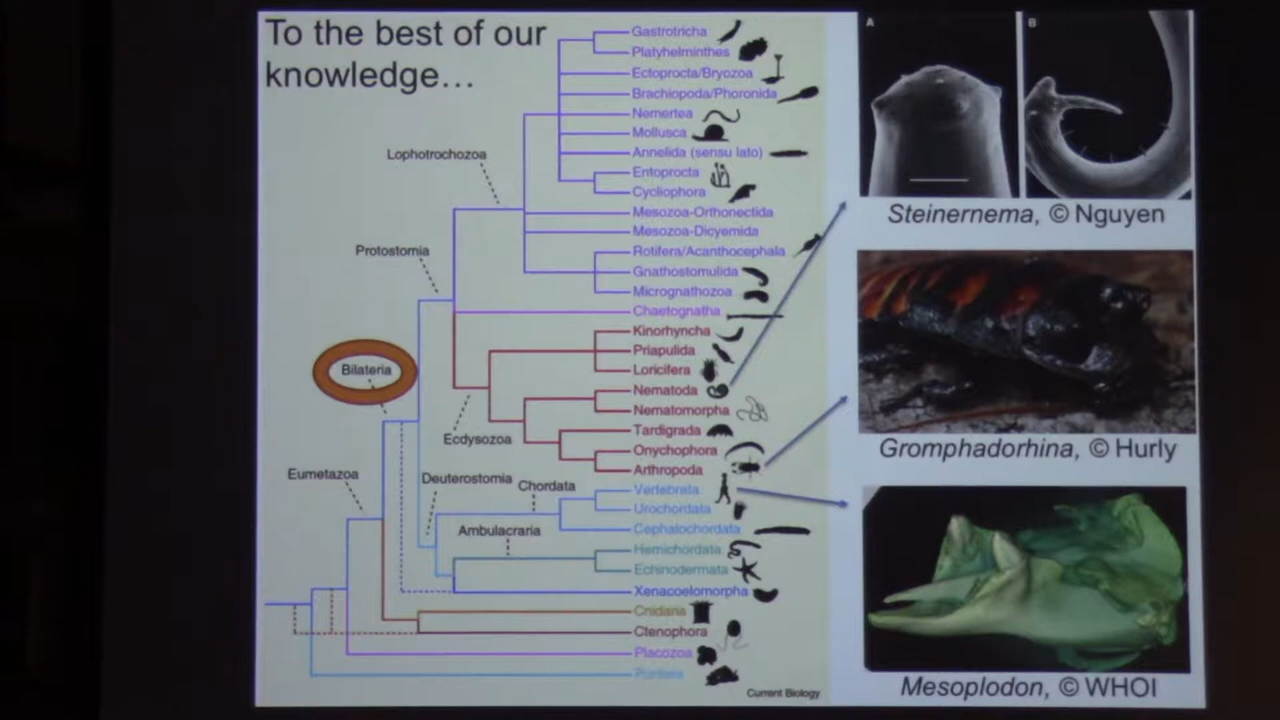 To the best of our
knowledge…
Gastrotricha
Platyhelminthes
Ectoprocta/Bryozoa
Brachiopoda/Phoronida
Nemertea
Mollusca
Annelida (sensu lato)
Entoprocta
Cycliophora
Mesozoa-Orthonectida
Mesozoa-Dicyemida
Rotifera/Acanthocephala
Gnathostomulida
Micrognathozoa
Chaetognatha
Kinorhyncha
Priapulida
Loricifera
Nematoda
Nematomorpha
Tardigrada
Onychophora
Arthropoda
Vertebrata
Urochordata
Cephalochordata
Hemichordata
Echinodermata
Xenacoelomorpha
Cnidaria
Ctenophora
Placozoa
Porifera
Lophotrochozoa
Protostomia
Bilateria
Ecdysozoa
Eumetazoa
Deuterostomia
Chordata
Ambulacraria
Current Biology
A
B
Steinernema, © Nguyen
Gromphadorhina, © Hurly
Mesoplodon, © WHOI